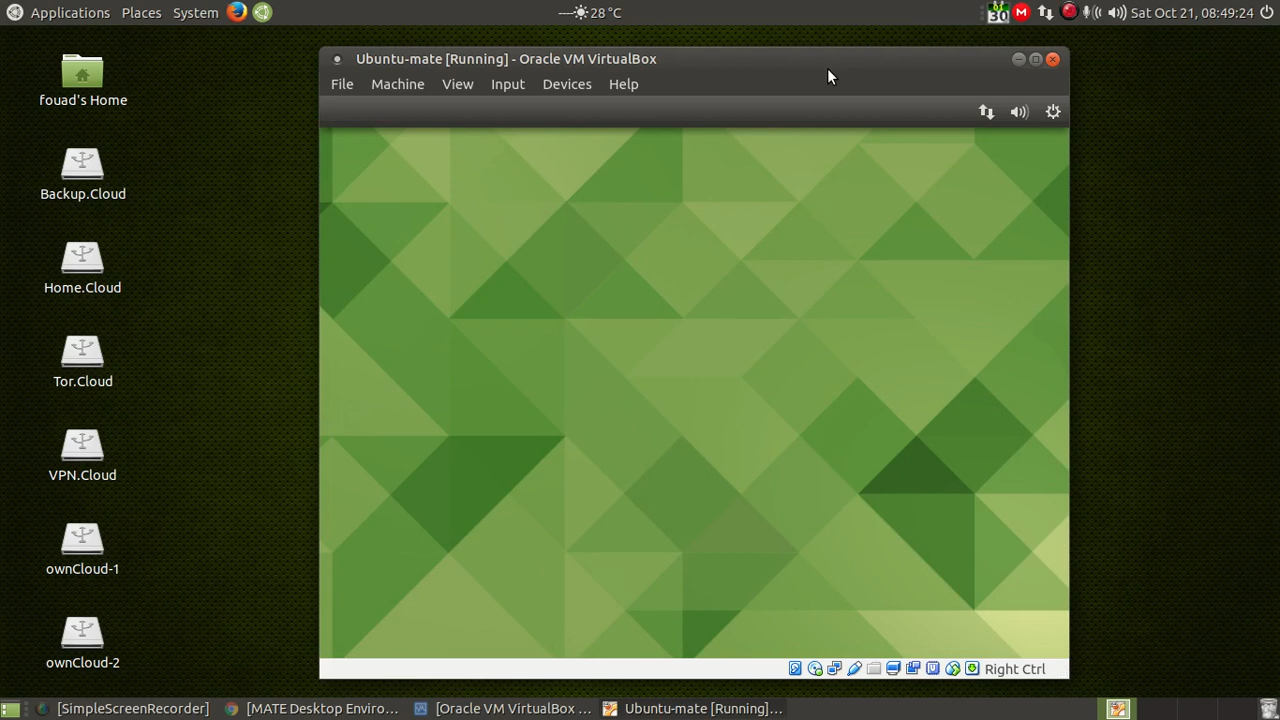 Applications Places System
----☀28 °C
30 M Sat Oct 21, 08:49:24
fouad's Home
Backup.Cloud
Home.Cloud
Tor.Cloud
VPN.Cloud
ownCloud-1
ownCloud-2
Ubuntu-mate [Running] - Oracle VM VirtualBox
File Machine View Input Devices Help
Right Ctrl
[SimpleScreenRecorder] [MATE Desktop Enviro... [Oracle VM VirtualBox ... Ubuntu-mate [Running]...